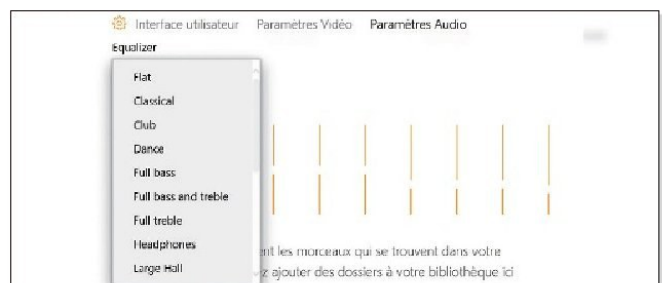 Interface utilisateur Paramètres Vidéo Paramètres Audio
Equalizer
Flat
Classical
Club
Dance
Full bass
Full bass and treble
Full treble
Headphones
Large Hall
ent les morceaux qui se trouvent dans votre
z ajouter des dossiers à votre bibliothèque ici